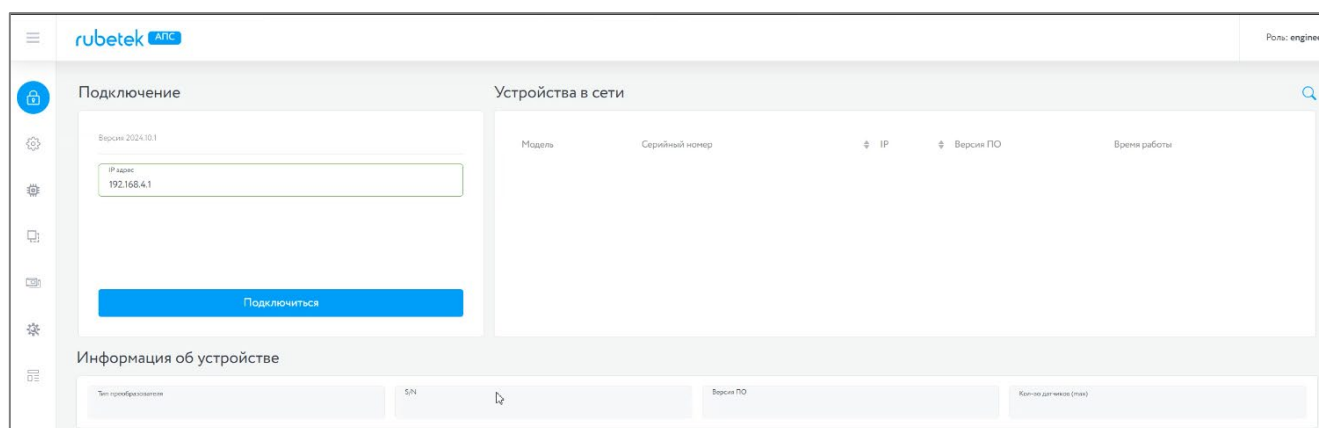 rubetek АПС
Роль: engineer
Подключение
Версия 2024.10.1
IP адрес
192.168.4.1
Подключиться
Устройства в сети
Модель Серийный номер IP Версия ПО Время работы
Информация об устройстве
Тип преобразователя S/N Версия ПО Кол-во датчиков (max)